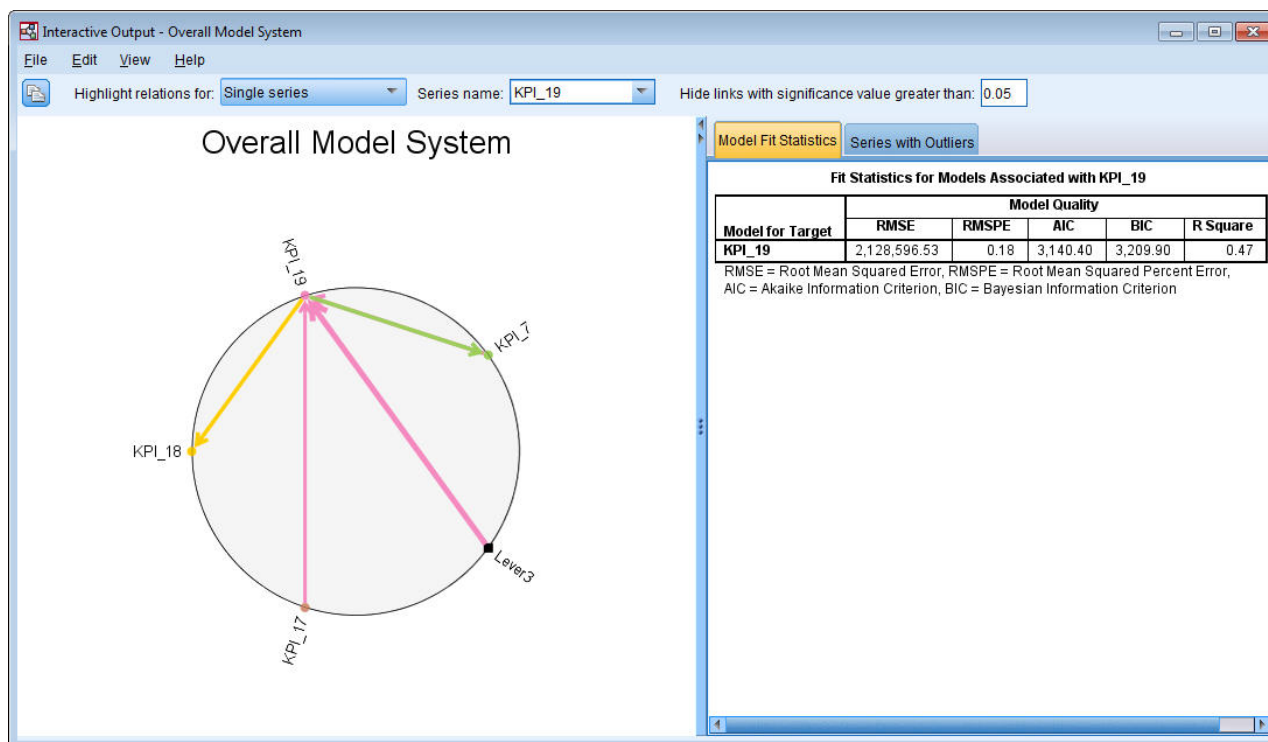 Interactive Output - Overall Model System
File Edit View Help
Highlight relations for: Single series Series name: KPI_19 Hide links with significance value greater than: 0.05
Overall Model System
KPI_19
KPI_7
KPI_18
Lever3
KPI_17
Model Fit Statistics Series with Outliers
Fit Statistics for Models Associated with KPI_19
Model for Target Model Quality
RMSE RMSPE AIC BIC R Square
KPI_19 2,128,596.53 0.18 3,140.40 3,209.90 0.47
RMSE = Root Mean Squared Error, RMSPE = Root Mean Squared Percent Error,
AIC = Akaike Information Criterion, BIC = Bayesian Information Criterion